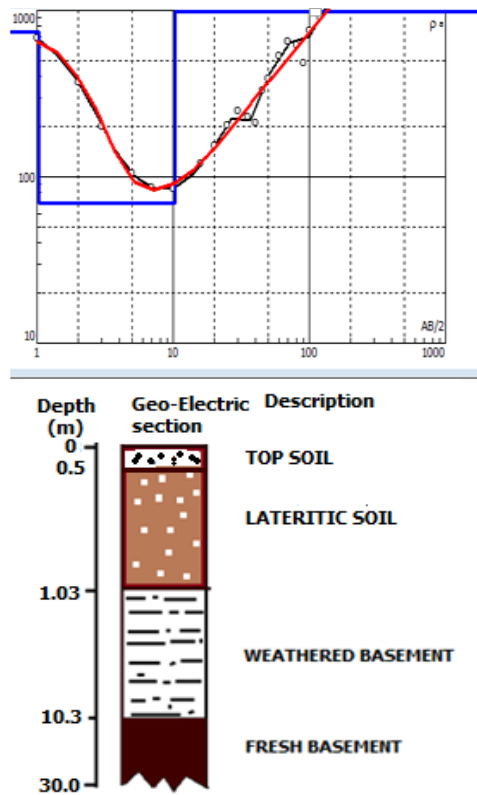 1000
ρ a
100
10
AB/2
1 10 100 1000
Depth (m)
Geo-Electric section
Description
0
0.5
TOP SOIL
LATERITIC SOIL
1.03
WEATHERED BASEMENT
10.3
FRESH BASEMENT
30.0